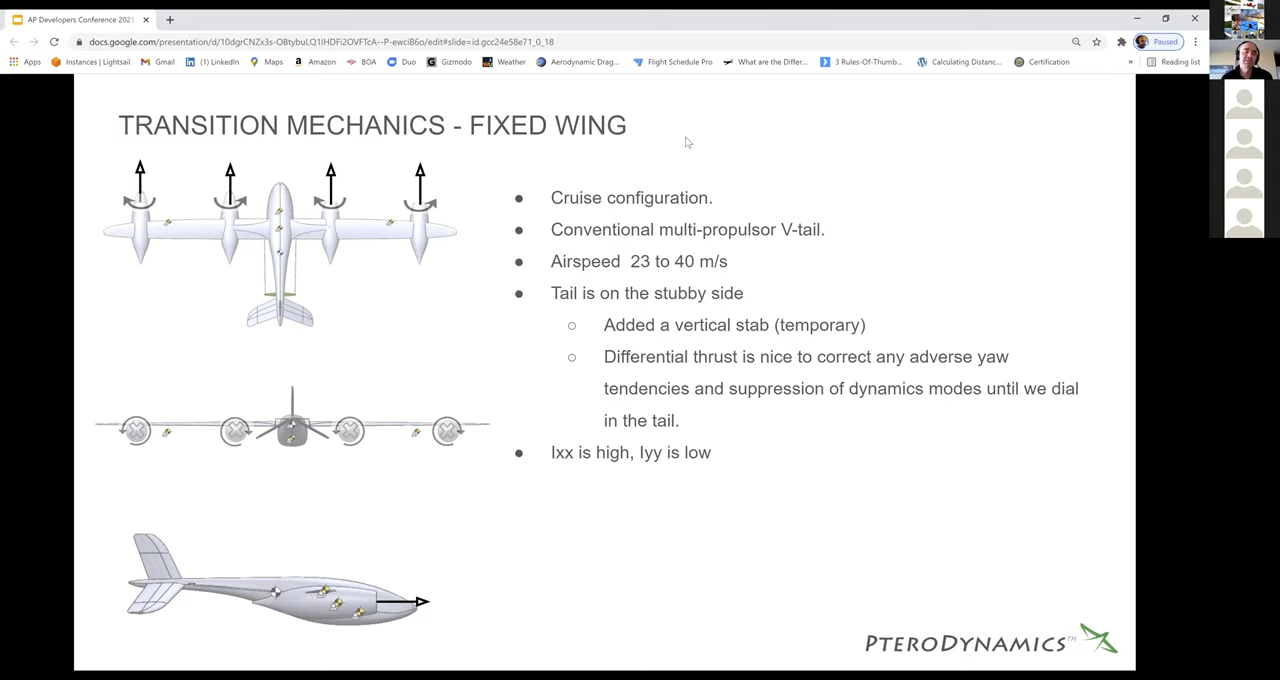 AP Developers Conference 2021
docs.google.com/presentation/d/10dgrCNZx3s-OBtybuLQ1IHDFi2OVFTcA--P-ewciB6o/edit#slide=id.gcc24e58e71_0_18
Paused
Apps
Instances | Lightsail
Gmail
(1) LinkedIn
Maps
Amazon
BOA
Duo
Gizmodo
Weather
Aerodynamic Drag...
Flight Schedule Pro
What are the Differ...
3 Rules-Of-Thumb...
Calculating Distanc...
Certification
»
Reading list
TRANSITION MECHANICS - FIXED WING
● Cruise configuration.
● Conventional multi-propulsor V-tail.
● Airspeed 23 to 40 m/s
● Tail is on the stubby side
○ Added a vertical stab (temporary)
○ Differential thrust is nice to correct any adverse yaw
tendencies and suppression of dynamics modes until we dial
in the tail.
● Ixx is high, Iyy is low
PTERODYNAMICS™